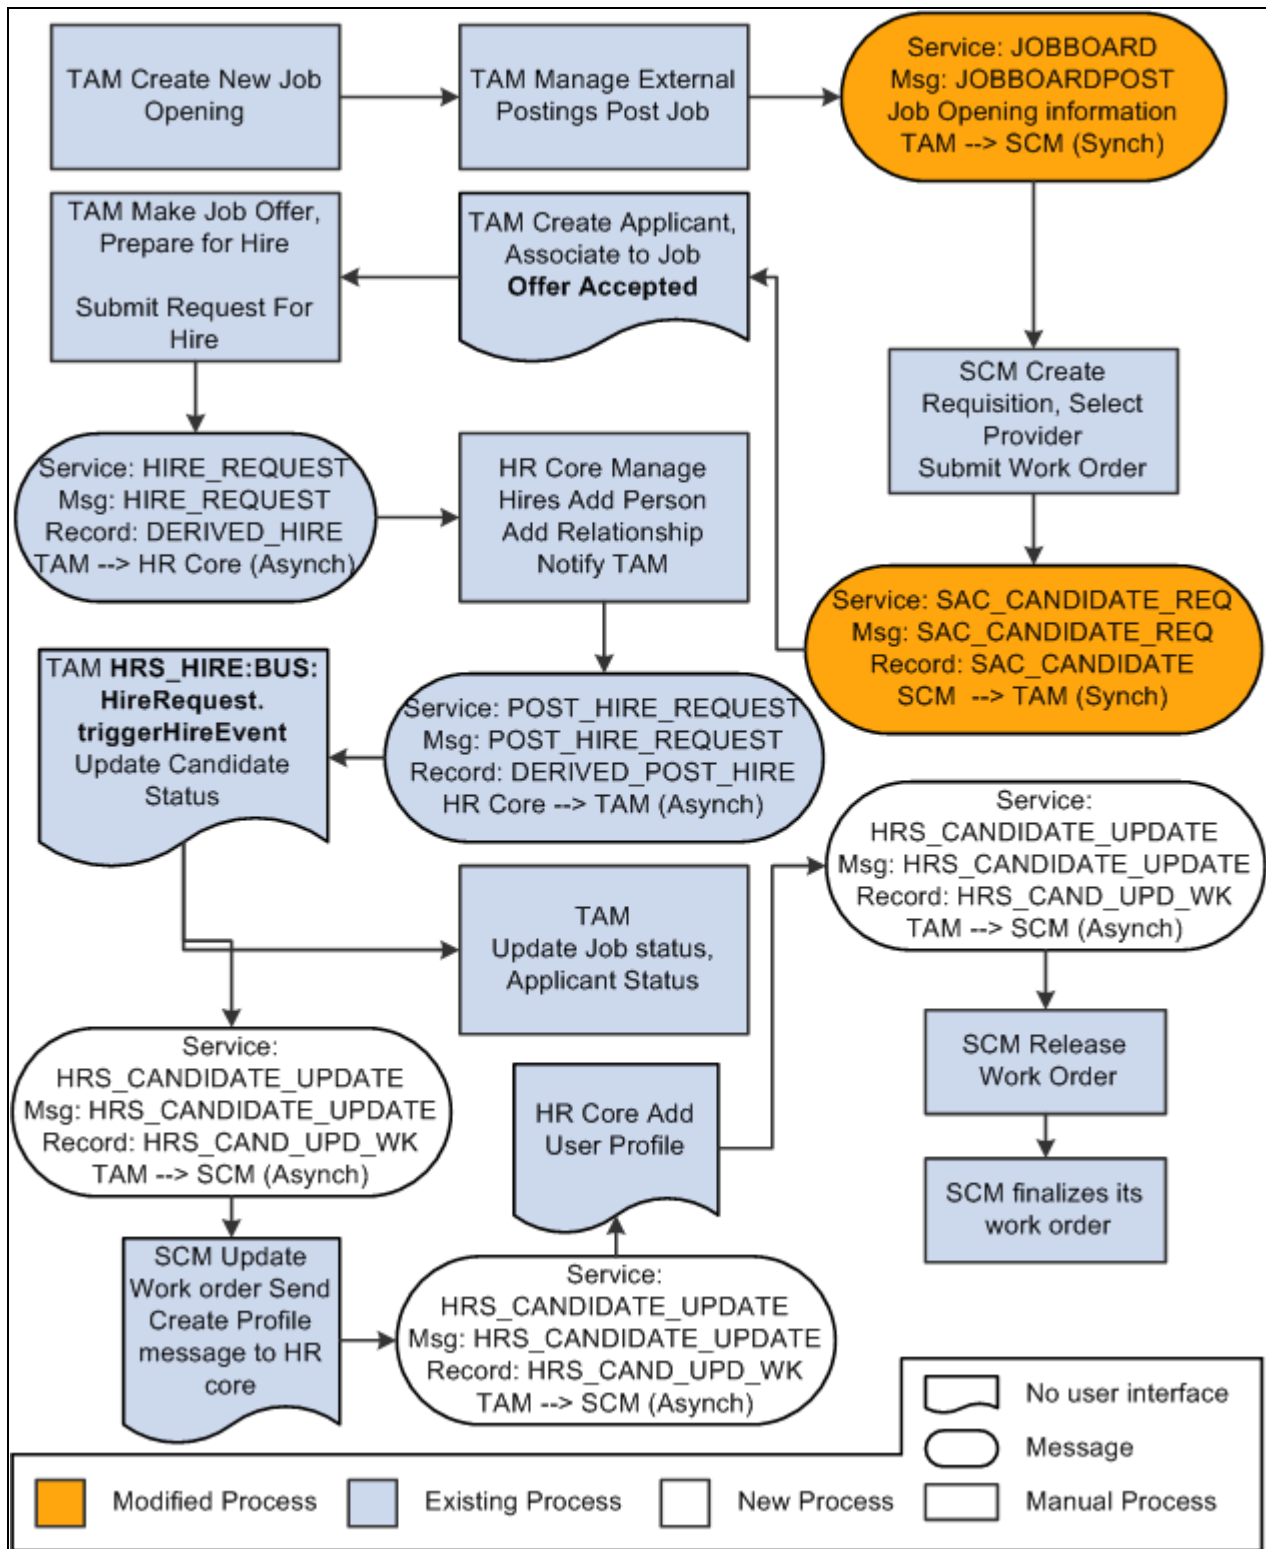 TAM Create New Job
Opening
TAM Manage External
Postings Post Job
Service: JOBBOARD
Msg: JOBBOARDPOST
Job Opening information
TAM --> SCM (Synch)
TAM Make Job Offer,
Prepare for Hire
Submit Request For
Hire
TAM Create Applicant,
Associate to Job
Offer Accepted
SCM Create
Requisition, Select
Provider
Submit Work Order
Service: HIRE_REQUEST
Msg: HIRE_REQUEST
Record: DERIVED_HIRE
TAM --> HR Core (Asynch)
HR Core Manage
Hires Add Person
Add Relationship
Notify TAM
Service: SAC_CANDIDATE_REQ
Msg: SAC_CANDIDATE_REQ
Record: SAC_CANDIDATE
SCM --> TAM (Synch)
TAM HRS_HIRE:BUS:
HireRequest.
triggerHireEvent
Update Candidate
Status
Service: POST_HIRE_REQUEST
Msg: POST_HIRE_REQUEST
Record: DERIVED_POST_HIRE
HR Core --> TAM (Asynch)
Service:
HRS_CANDIDATE_UPDATE
Msg: HRS_CANDIDATE_UPDATE
Record: HRS_CAND_UPD_WK
TAM --> SCM (Asynch)
TAM
Update Job status,
Applicant Status
Service:
HRS_CANDIDATE_UPDATE
Msg: HRS_CANDIDATE_UPDATE
Record: HRS_CAND_UPD_WK
TAM --> SCM (Asynch)
HR Core Add
User Profile
SCM Release
Work Order
SCM finalizes its
work order
SCM Update
Work order Send
Create Profile
message to HR
core
Service:
HRS_CANDIDATE_UPDATE
Msg: HRS_CANDIDATE_UPDATE
Record: HRS_CAND_UPD_WK
TAM --> SCM (Asynch)
No user interface
Message
Modified Process
Existing Process
New Process
Manual Process